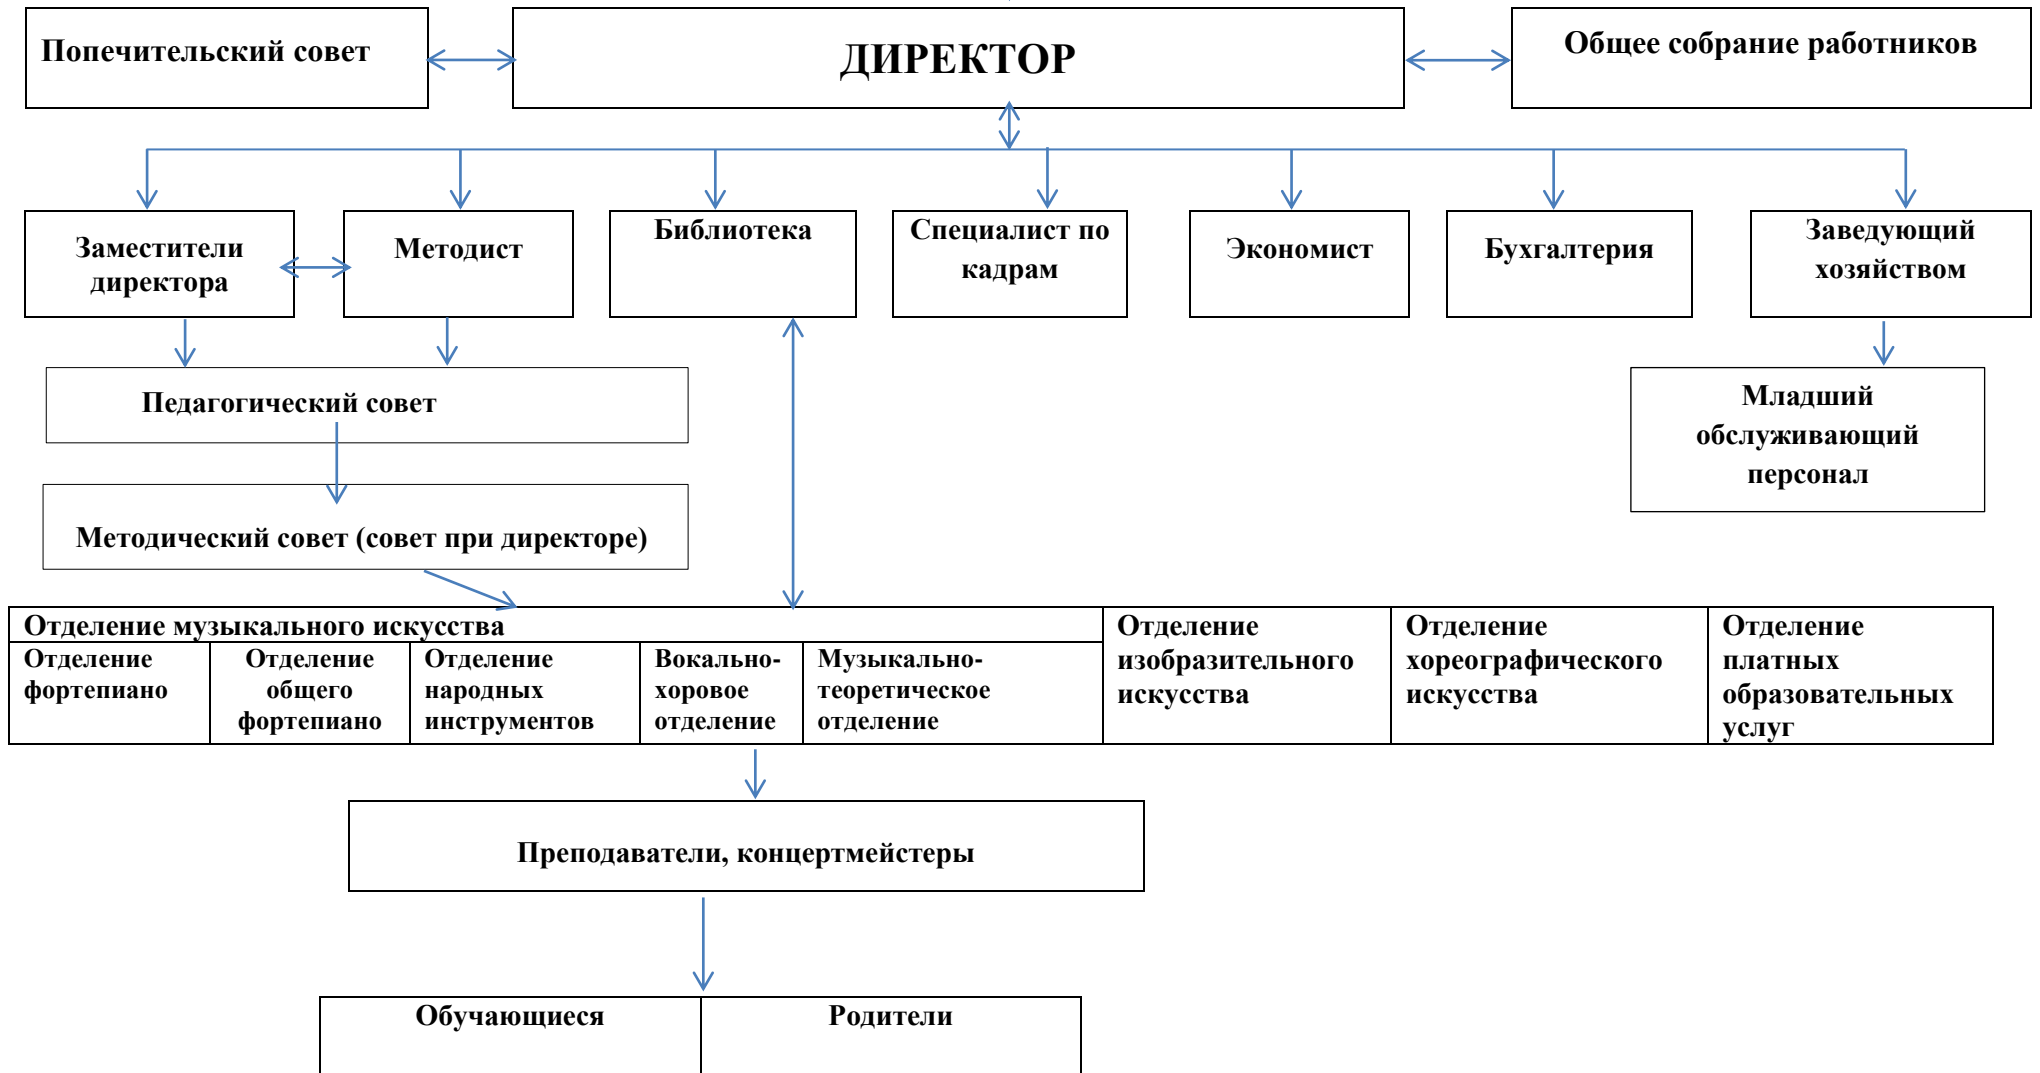 Попечительский совет
ДИРЕКТОР
Общее собрание работников
Заместители
директора
Методист
Библиотека
Специалист по
кадрам
Экономист
Бухгалтерия
Заведующий
хозяйством
Педагогический совет
Младший
обслуживающий
персонал
Методический совет (совет при директоре)
Отделение музыкального искусства
Отделение
фортепиано
Отделение
общего
фортепиано
Отделение
народных
инструментов
Вокально-
хоровое
отделение
Музыкально-
теоретическое
отделение
Отделение
изобразительного
искусства
Отделение
хореографического
искусства
Отделение
платных
образовательных
услуг
Преподаватели, концертмейстеры
Обучающиеся
Родители